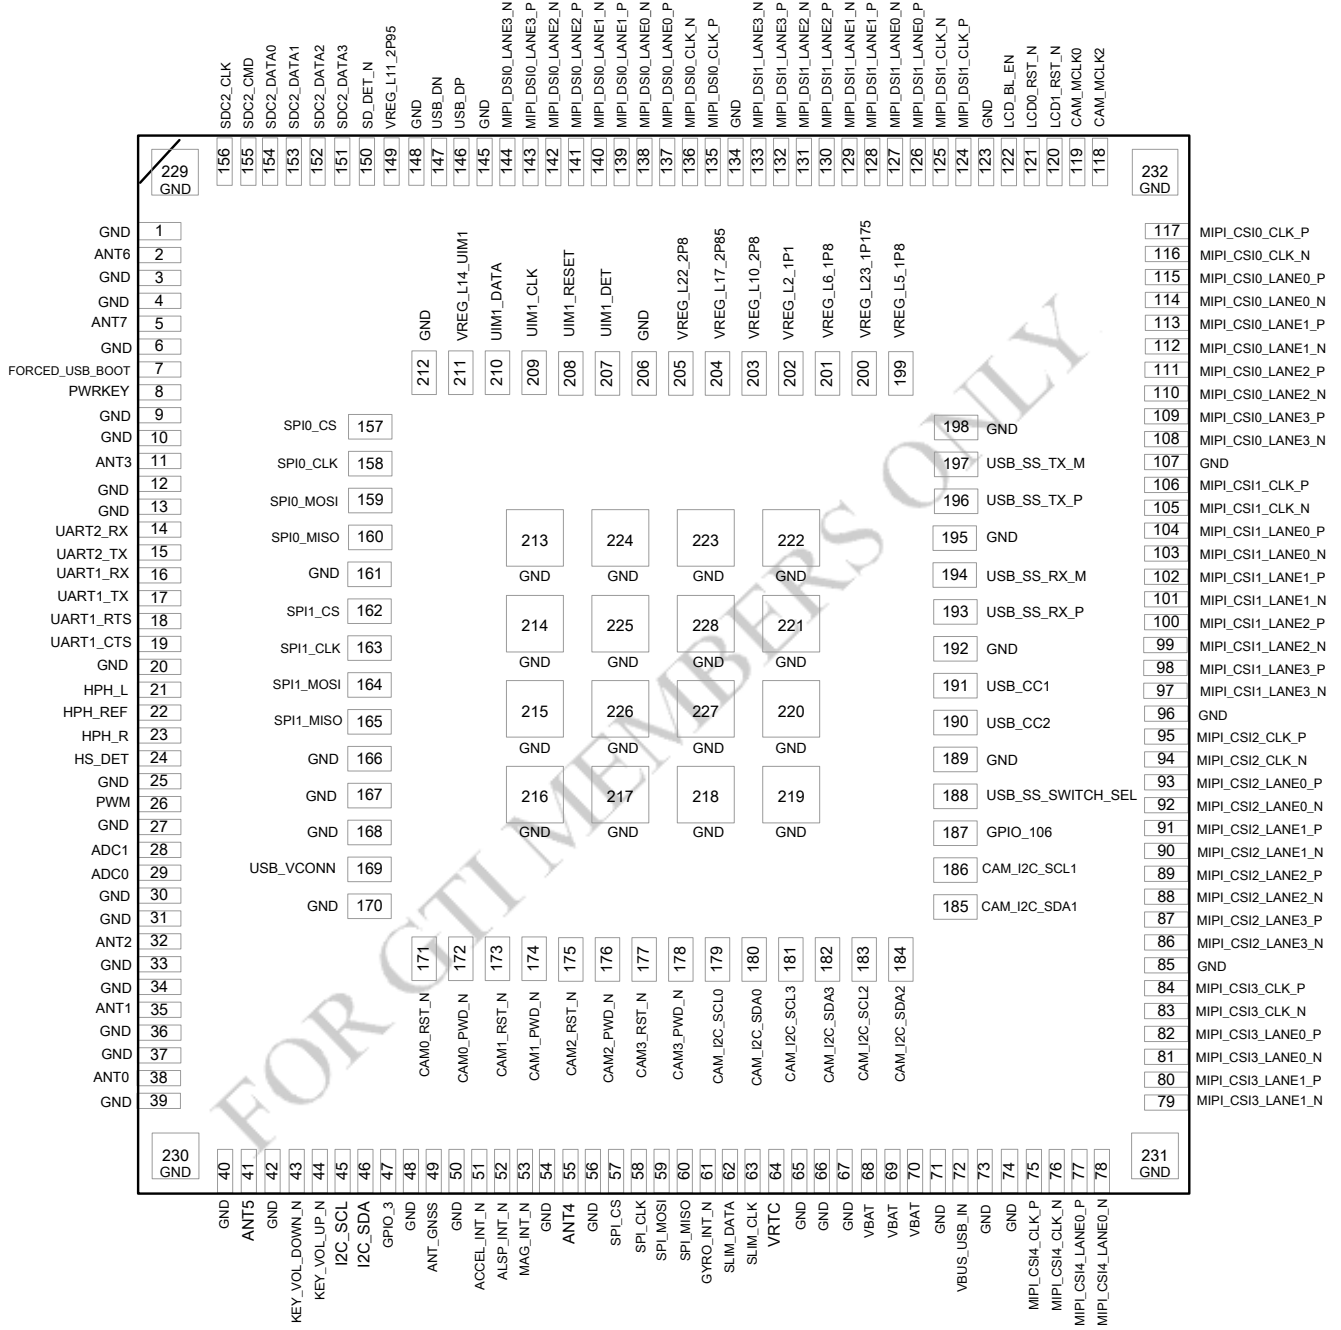 SDC2_CLK
SDC2_CMD
SDC2_DATA0
SDC2_DATA1
SDC2_DATA2
SDC2_DATA3
SD_DET_N
VREG_L11_2P95
GND
USB_DN
USB_DP
GND
MIPI_DSI0_LANE3_N
MIPI_DSI0_LANE3_P
MIPI_DSI0_LANE2_N
MIPI_DSI0_LANE2_P
MIPI_DSI0_LANE1_N
MIPI_DSI0_LANE1_P
MIPI_DSI0_LANE0_N
MIPI_DSI0_LANE0_P
MIPI_DSI0_CLK_N
MIPI_DSI0_CLK_P
GND
MIPI_DSI1_LANE3_N
MIPI_DSI1_LANE3_P
MIPI_DSI1_LANE2_N
MIPI_DSI1_LANE2_P
MIPI_DSI1_LANE1_N
MIPI_DSI1_LANE1_P
MIPI_DSI1_LANE0_N
MIPI_DSI1_LANE0_P
MIPI_DSI1_CLK_N
MIPI_DSI1_CLK_P
GND
LCD_BL_EN
LCD0_RST_N
LCD1_RST_N
CAM_MCLK0
CAM_MCLK2
229
GND
156
155
154
153
152
151
150
149
148
147
146
145
144
143
142
141
140
139
138
137
136
135
134
133
132
131
130
129
128
127
126
125
124
123
122
121
120
119
118
232
GND
GND 1
ANT6 2
GND 3
GND 4
ANT7 5
GND 6
FORCED_USB_BOOT 7
PWRKEY 8
GND 9
GND 10
ANT3 11
GND 12
GND 13
UART2_RX 14
UART2_TX 15
UART1_RX 16
UART1_TX 17
UART1_RTS 18
UART1_CTS 19
GND 20
HPH_L 21
HPH_REF 22
HPH_R 23
HS_DET 24
GND 25
PWM 26
GND 27
ADC1 28
ADC0 29
GND 30
GND 31
ANT2 32
GND 33
GND 34
ANT1 35
GND 36
GND 37
ANT0 38
GND 39
GND
VREG_L14_UIM1
UIM1_DATA
UIM1_CLK
UIM1_RESET
UIM1_DET
GND
VREG_L22_2P8
VREG_L17_2P85
VREG_L10_2P8
VREG_L2_1P1
VREG_L6_1P8
VREG_L23_1P175
VREG_L5_1P8
212
211
210
209
208
207
206
205
204
203
202
201
200
199
SPI0_CS 157
SPI0_CLK 158
SPI0_MOSI 159
SPI0_MISO 160
GND 161
SPI1_CS 162
SPI1_CLK 163
SPI1_MOSI 164
SPI1_MISO 165
GND 166
GND 167
GND 168
USB_VCONN 169
GND 170
213 224 223 222
GND GND GND GND
214 225 228 221
GND GND GND GND
215 226 227 220
GND GND GND GND
216 217 218 219
GND GND GND GND
198 GND
197 USB_SS_TX_M
196 USB_SS_TX_P
195 GND
194 USB_SS_RX_M
193 USB_SS_RX_P
192 GND
191 USB_CC1
190 USB_CC2
189 GND
188 USB_SS_SWITCH_SEL
187 GPIO_106
186 CAM_I2C_SCL1
185 CAM_I2C_SDA1
171
172
173
174
175
176
177
178
179
180
181
182
183
184
CAM0_RST_N
CAM0_PWD_N
CAM1_RST_N
CAM1_PWD_N
CAM2_RST_N
CAM2_PWD_N
CAM3_RST_N
CAM3_PWD_N
CAM_I2C_SCL0
CAM_I2C_SDA0
CAM_I2C_SCL3
CAM_I2C_SDA3
CAM_I2C_SCL2
CAM_I2C_SDA2
117 MIPI_CSI0_CLK_P
116 MIPI_CSI0_CLK_N
115 MIPI_CSI0_LANE0_P
114 MIPI_CSI0_LANE0_N
113 MIPI_CSI0_LANE1_P
112 MIPI_CSI0_LANE1_N
111 MIPI_CSI0_LANE2_P
110 MIPI_CSI0_LANE2_N
109 MIPI_CSI0_LANE3_P
108 MIPI_CSI0_LANE3_N
107 GND
106 MIPI_CSI1_CLK_P
105 MIPI_CSI1_CLK_N
104 MIPI_CSI1_LANE0_P
103 MIPI_CSI1_LANE0_N
102 MIPI_CSI1_LANE1_P
101 MIPI_CSI1_LANE1_N
100 MIPI_CSI1_LANE2_P
99 MIPI_CSI1_LANE2_N
98 MIPI_CSI1_LANE3_P
97 MIPI_CSI1_LANE3_N
96 GND
95 MIPI_CSI2_CLK_P
94 MIPI_CSI2_CLK_N
93 MIPI_CSI2_LANE0_P
92 MIPI_CSI2_LANE0_N
91 MIPI_CSI2_LANE1_P
90 MIPI_CSI2_LANE1_N
89 MIPI_CSI2_LANE2_P
88 MIPI_CSI2_LANE2_N
87 MIPI_CSI2_LANE3_P
86 MIPI_CSI2_LANE3_N
85 GND
84 MIPI_CSI3_CLK_P
83 MIPI_CSI3_CLK_N
82 MIPI_CSI3_LANE0_P
81 MIPI_CSI3_LANE0_N
80 MIPI_CSI3_LANE1_P
79 MIPI_CSI3_LANE1_N
FOR GTI MEMBERS ONLY
230
GND
40
41
42
43
44
45
46
47
48
49
50
51
52
53
54
55
56
57
58
59
60
61
62
63
64
65
66
67
68
69
70
71
72
73
74
75
76
77
78
231
GND
GND
ANT5
GND
KEY_VOL_DOWN_N
KEY_VOL_UP_N
I2C_SCL
I2C_SDA
GPIO_3
GND
ANT_GNSS
GND
ACCEL_INT_N
ALSP_INT_N
MAG_INT_N
GND
ANT4
GND
SPI_CS
SPI_CLK
SPI_MOSI
SPI_MISO
GYRO_INT_N
SLIM_DATA
SLIM_CLK
VRTC
GND
GND
GND
VBAT
VBAT
VBAT
GND
VBUS_USB_IN
GND
GND
MIPI_CSI4_CLK_P
MIPI_CSI4_CLK_N
MIPI_CSI4_LANE0_P
MIPI_CSI4_LANE0_N